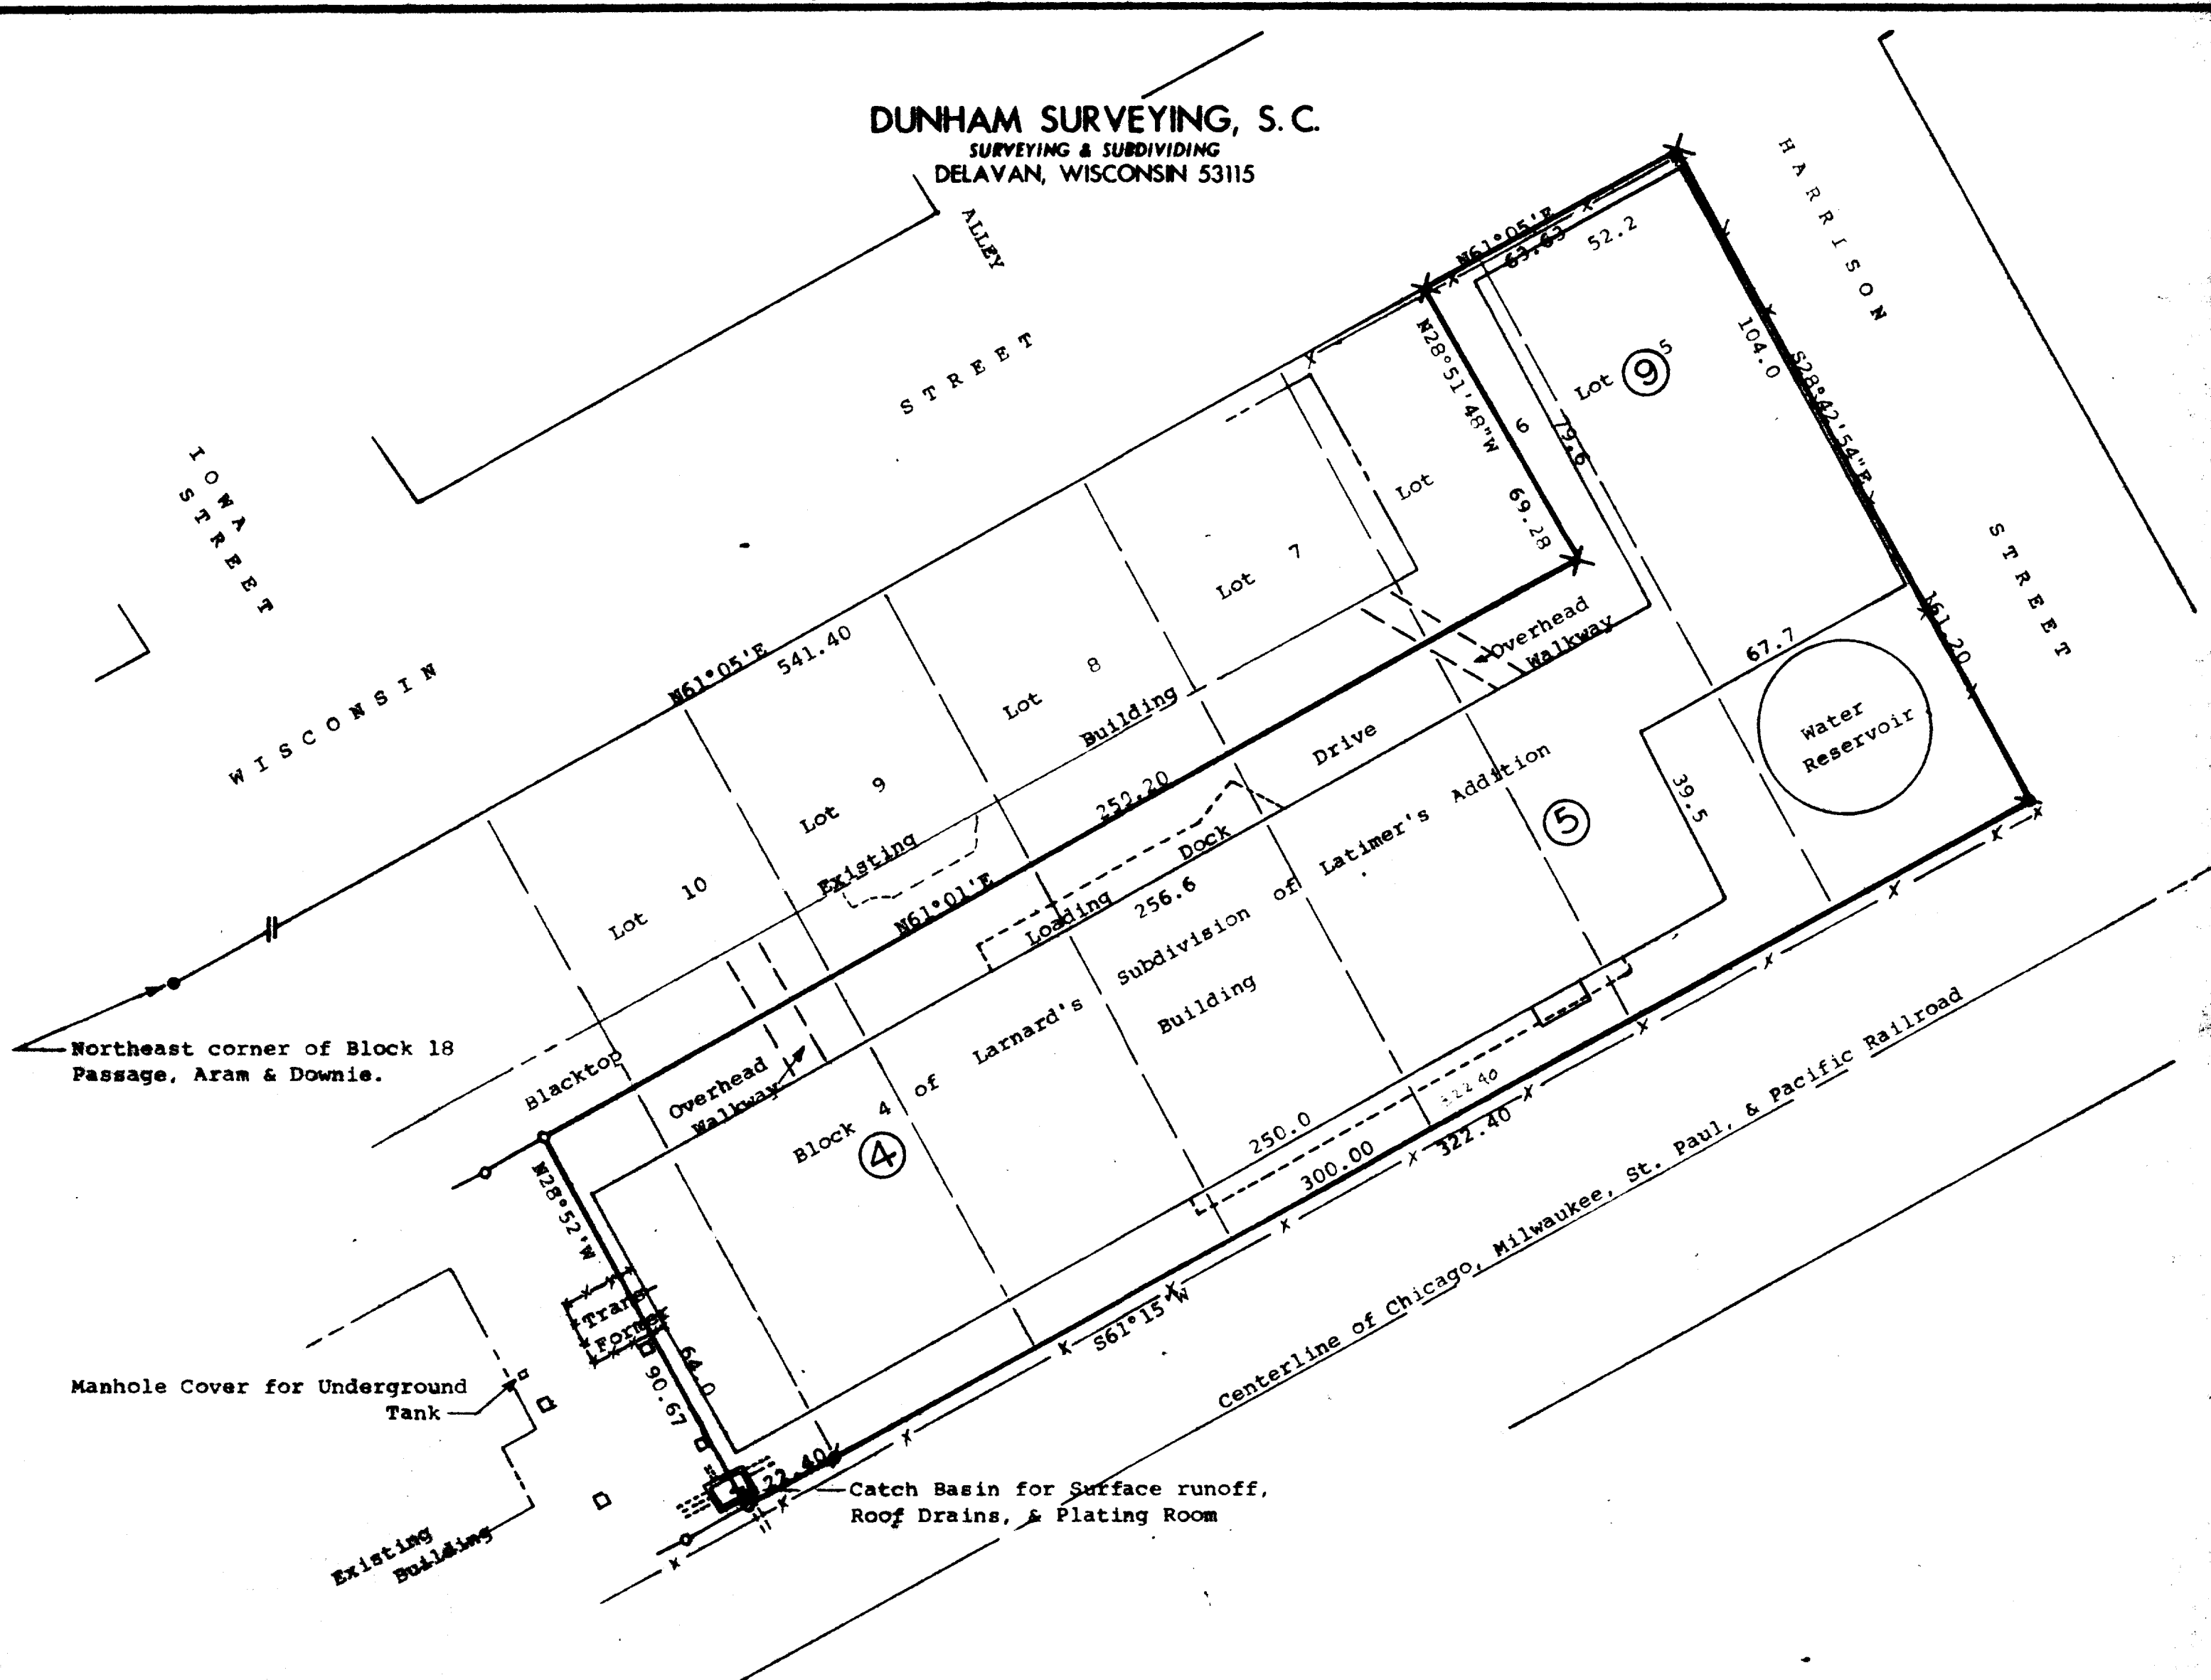 DUNHAM SURVEYING, S.C.
SURVEYING & SUBDIVIDING
DELAVAN, WISCONSIN 53115
ALLEY
HARRISON
STREET
IOWA
STREET
WISCONSIN
STREET
N61°05'E
63.63
52.2
N28°51'48"W
69.28
104.0
S28°42'54"E
161.20
Lot 5
9
Lot 6
79.6
Lot 7
Lot 8
Lot 9
Lot 10
N61°05'E 541.40
Existing Building
Overhead
Walkway
67.7
Water
Reservoir
39.5
N61°01'E 252.20
Blacktop
Drive
Loading Dock
256.6
Block 4 of Larnard's Subdivision of Latimer's Addition
4
5
Building
Overhead
Walkway
Northeast corner of Block 18
Passage, Aram & Downie.
N28°52'W
90.67
64.0
Trans
Former
250.0
300.00
322.40
322.40
S61°15'W
22.40
Centerline of Chicago, Milwaukee, St. Paul, & Pacific Railroad
Manhole Cover for Underground
Tank
Catch Basin for Surface runoff,
Roof Drains, & Plating Room
Existing
Building